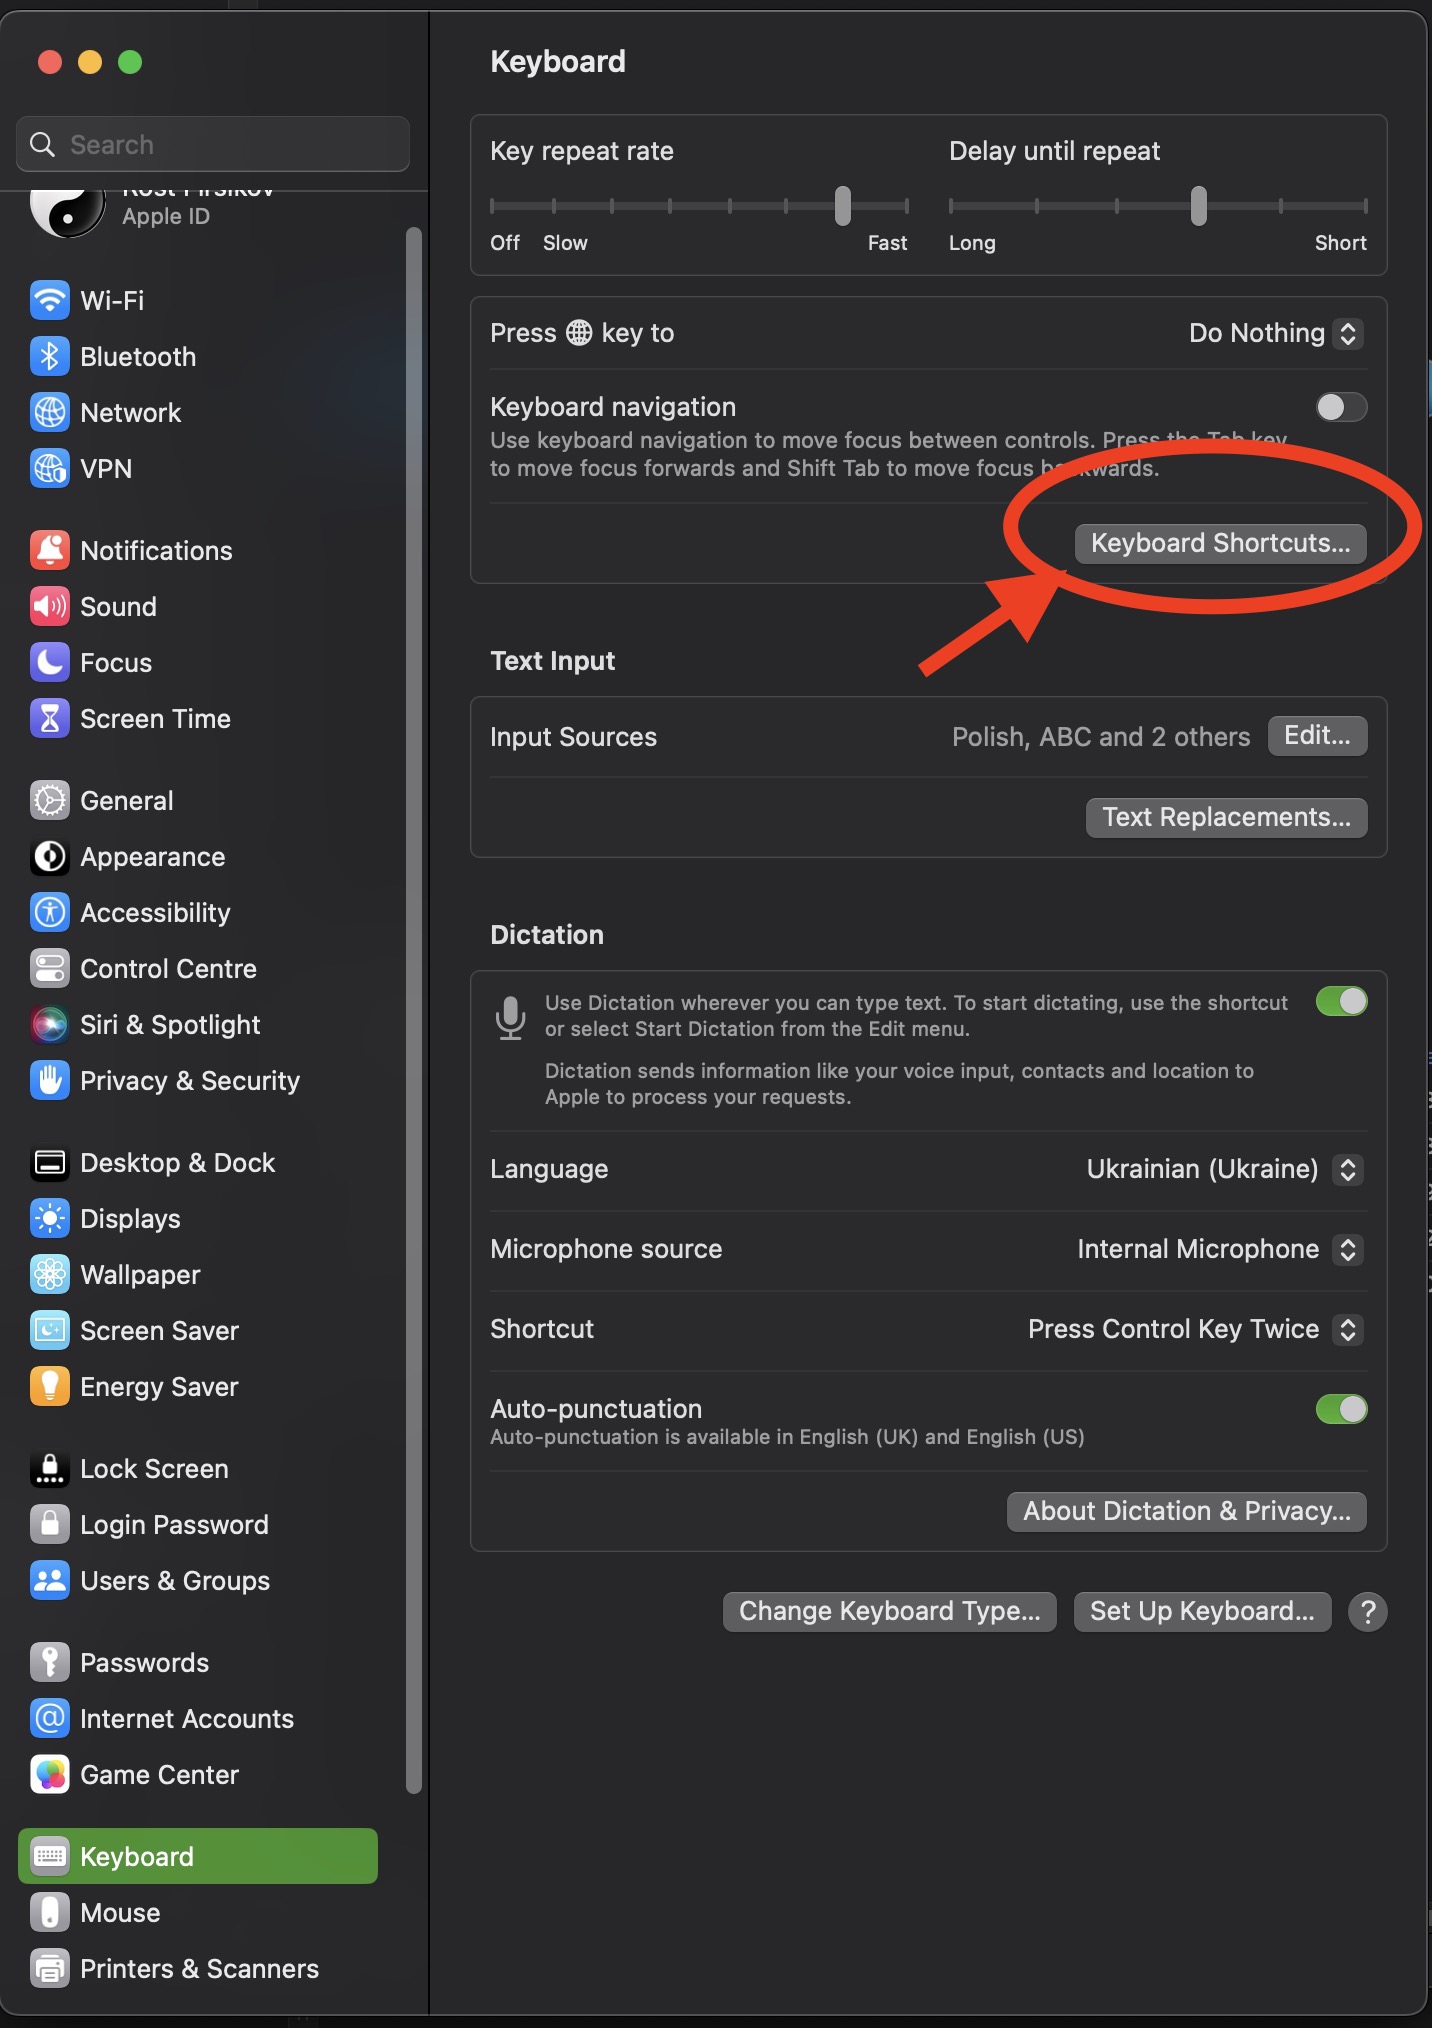 Search
Apple ID
Wi-Fi
Bluetooth
Network
VPN
Notifications
Sound
Focus
Screen Time
General
Appearance
Accessibility
Control Centre
Siri & Spotlight
Privacy & Security
Desktop & Dock
Displays
Wallpaper
Screen Saver
Energy Saver
Lock Screen
Login Password
Users & Groups
Passwords
Internet Accounts
Game Center
Keyboard
Mouse
Printers & Scanners
Keyboard
Key repeat rate
Off Slow Fast
Delay until repeat
Long Short
Press key to Do Nothing
Keyboard navigation
Use keyboard navigation to move focus between controls. Press the Tab key
to move focus forwards and Shift Tab to move focus backwards.
Keyboard Shortcuts...
Text Input
Input Sources Polish, ABC and 2 others Edit...
Text Replacements...
Dictation
Use Dictation wherever you can type text. To start dictating, use the shortcut
or select Start Dictation from the Edit menu.
Dictation sends information like your voice input, contacts and location to
Apple to process your requests.
Language Ukrainian (Ukraine)
Microphone source Internal Microphone
Shortcut Press Control Key Twice
Auto-punctuation
Auto-punctuation is available in English (UK) and English (US)
About Dictation & Privacy...
Change Keyboard Type... Set Up Keyboard... ?